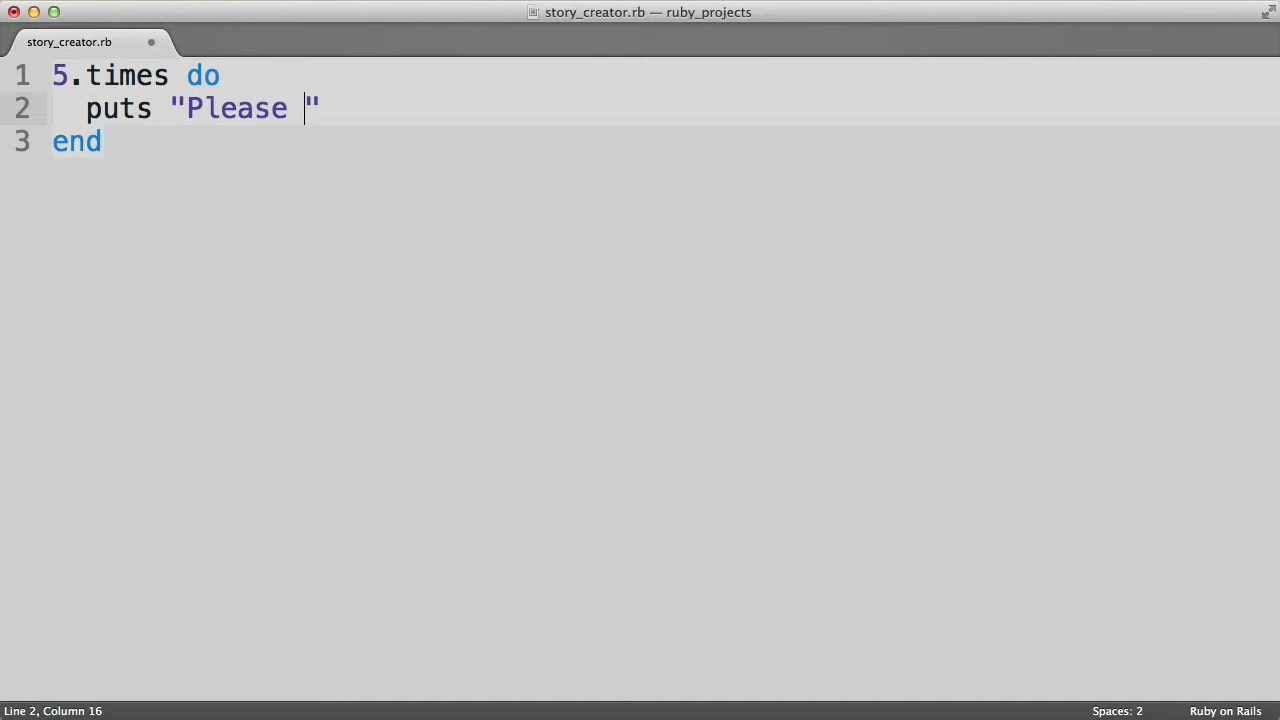 story_creator.rb — ruby_projects
story_creator.rb
1 5.times do
2 puts "Please "
3 end
Line 2, Column 16
Spaces: 2
Ruby on Rails